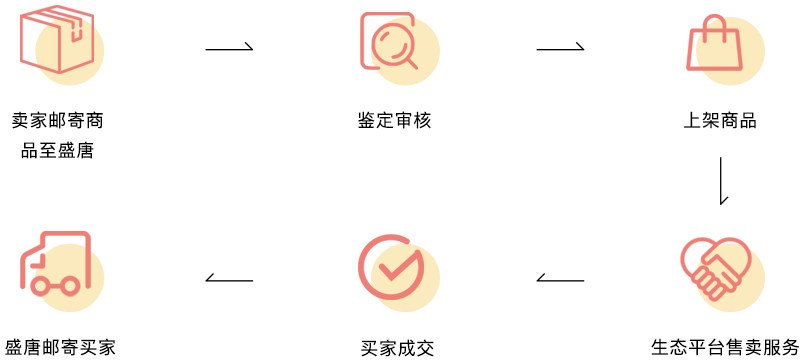 卖家邮寄商
品至盛唐
鉴定审核
上架商品
生态平台售卖服务
买家成交
盛唐邮寄买家